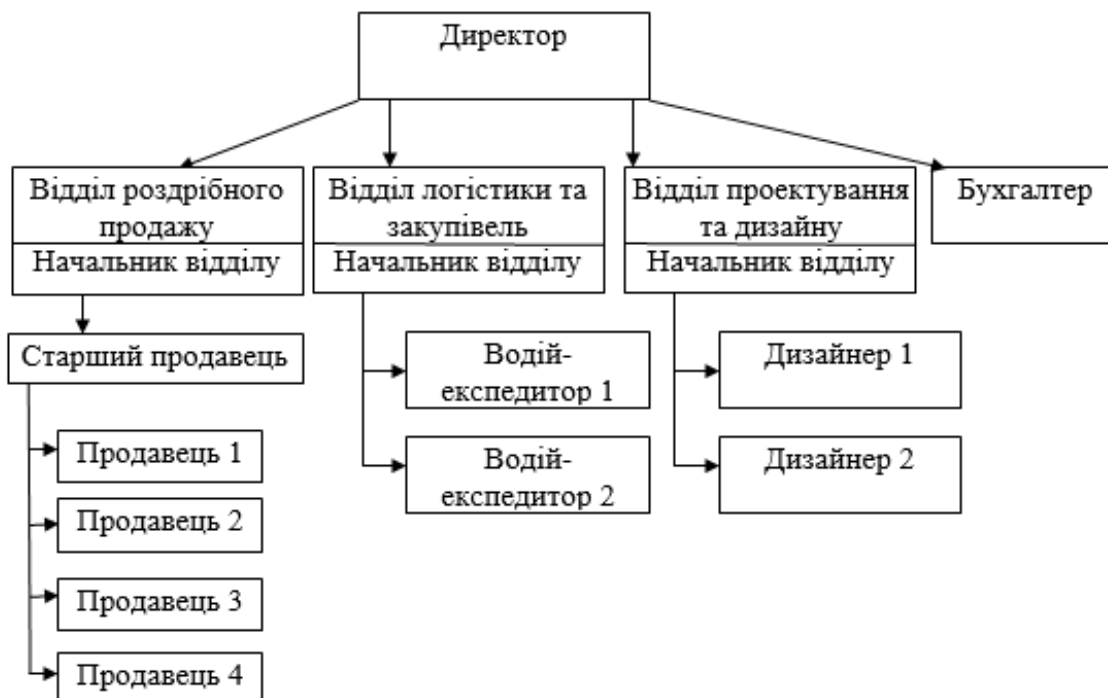 Директор
Відділ роздрібного
продажу
Начальник відділу
Відділ логістики та
закупівель
Начальник відділу
Відділ проектування
та дизайну
Начальник відділу
Бухгалтер
Старший продавець
Продавець 1
Продавець 2
Продавець 3
Продавець 4
Водій-
експедитор 1
Водій-
експедитор 2
Дизайнер 1
Дизайнер 2